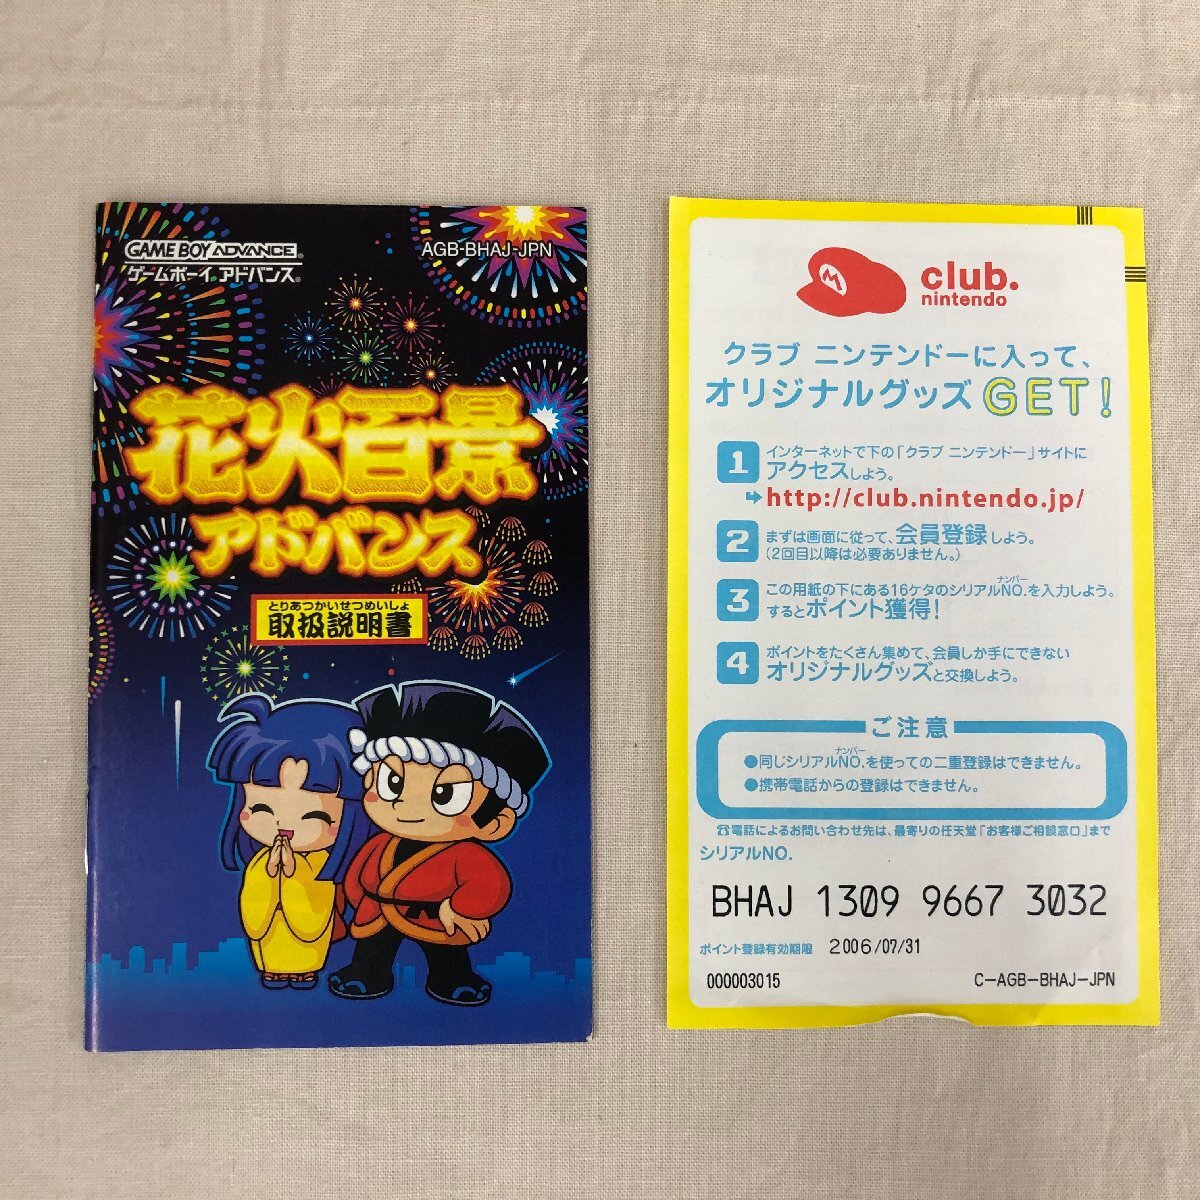 GAME BOY ADVANCE
ゲームボーイ アドバンス
AGB-BHAJ-JPN
花火百景
アドバンス
とりあつかいせつめいしょ
取扱説明書
M
club.
nintendo
クラブ ニンテンドーに入って、
オリジナルグッズGET!
1 インターネットで下の「クラブ ニンテンドー」サイトに
アクセスしよう。
➡http://club.nintendo.jp/
2 まずは画面に従って、会員登録しよう。
(2回目以降は必要ありません。)
ナンバー
3 この用紙の下にある16ケタのシリアルNO.を入力しよう。
するとポイント獲得!
4 ポイントをたくさん集めて、会員しか手にできない
オリジナルグッズと交換しよう。
ご注意
ナンバー
●同じシリアルNO.を使っての二重登録はできません。
●携帯電話からの登録はできません。
☎電話によるお問い合わせ先は、最寄りの任天堂「お客様ご相談窓口」まで
シリアルNO.
BHAJ 1309 9667 3032
ポイント登録有効期限 2006/07/31
000003015 C-AGB-BHAJ-JPN